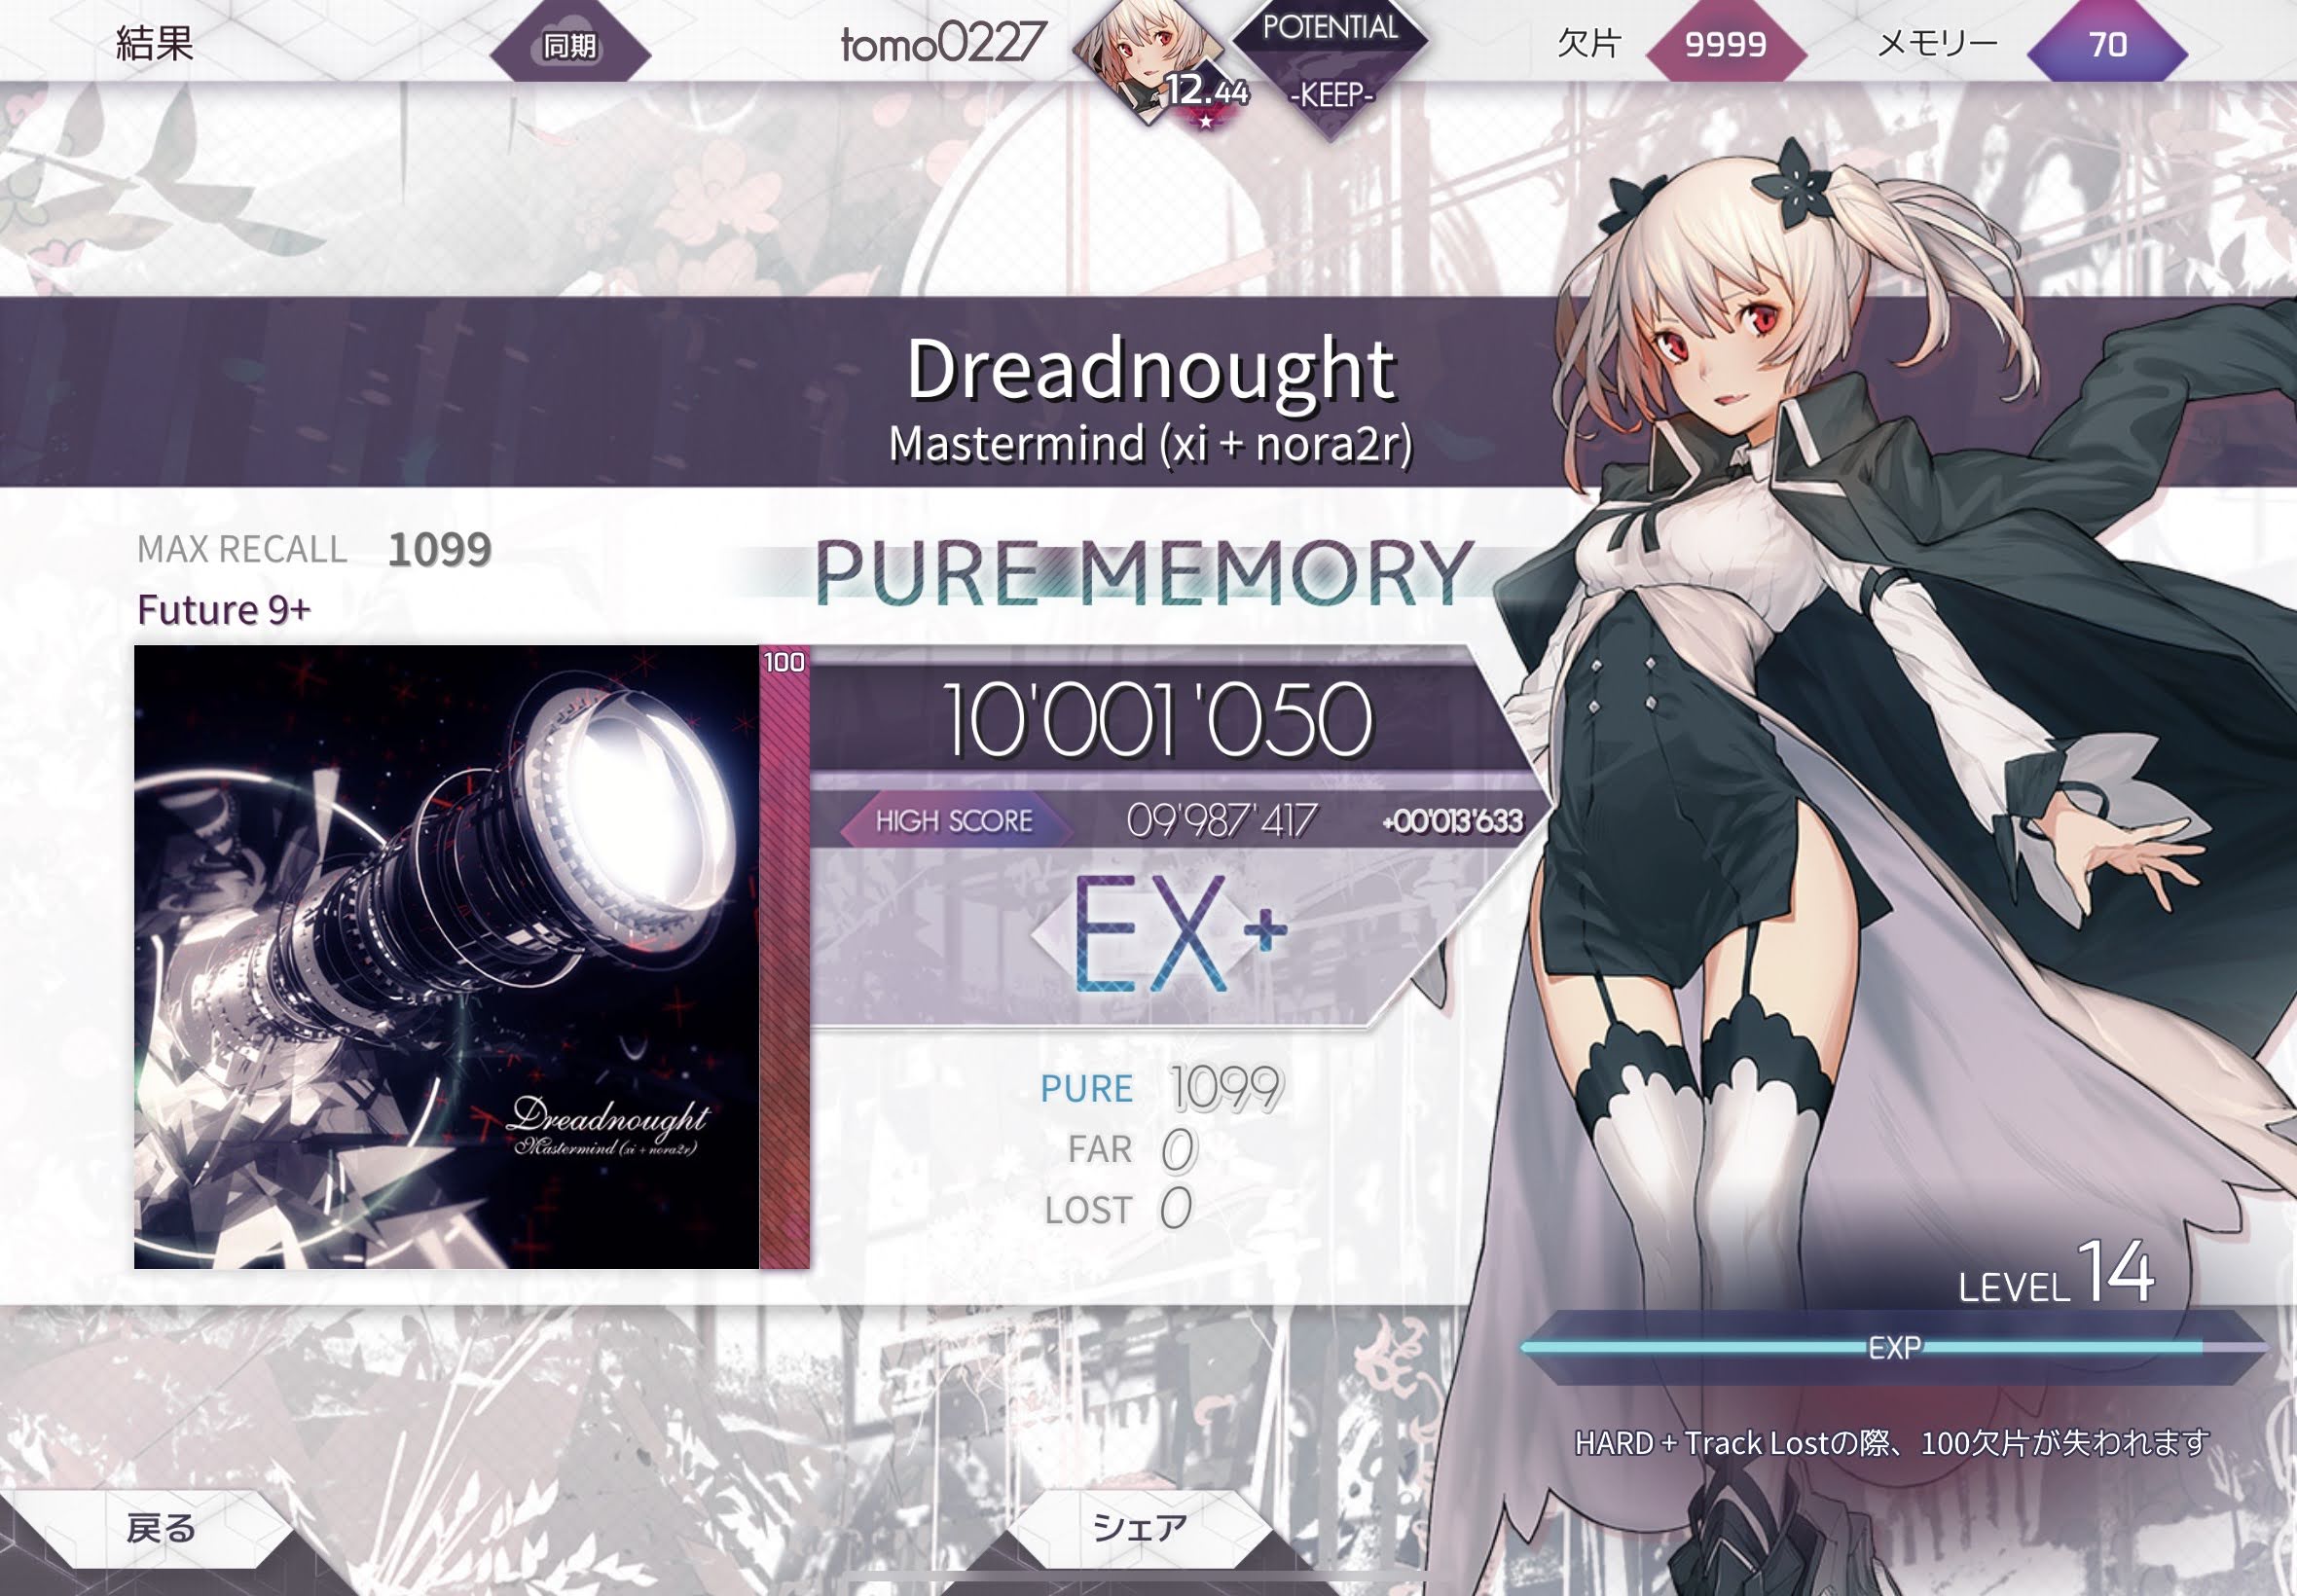 結果
同期
tomo0227
12.44
POTENTIAL
-KEEP-
欠片 9999
メモリー 70
Dreadnought
Mastermind (xi + nora2r)
MAX RECALL 1099
Future 9+
PURE MEMORY
100
10'001'050
HIGH SCORE 09'987'417 +00'013'633
EX+
Dreadnought
Mastermind (xi + nora2r)
PURE 1099
FAR 0
LOST 0
LEVEL 14
EXP
HARD + Track Lostの際、100欠片が失われます
戻る
シェア